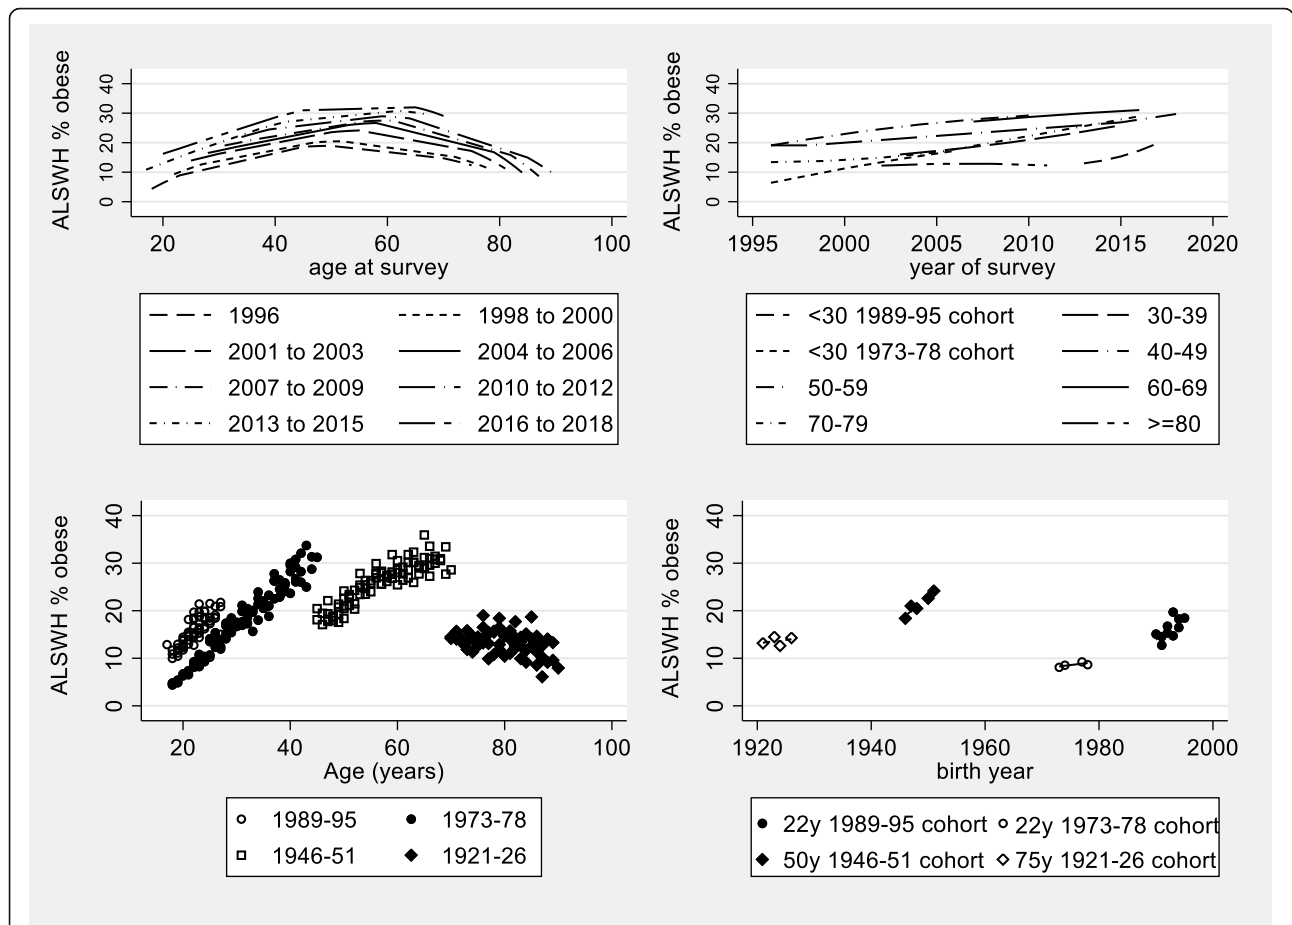 ALSWH % obese
40
30
20
10
0
20 40 60 80 100
age at survey
1996 1998 to 2000
2001 to 2003 2004 to 2006
2007 to 2009 2010 to 2012
2013 to 2015 2016 to 2018
ALSWH % obese
40
30
20
10
0
1995 2000 2005 2010 2015 2020
year of survey
<30 1989-95 cohort 30-39
<30 1973-78 cohort 40-49
50-59 60-69
70-79 >=80
ALSWH % obese
40
30
20
10
0
20 40 60 80 100
Age (years)
1989-95 1973-78
1946-51 1921-26
ALSWH % obese
40
30
20
10
0
1920 1940 1960 1980 2000
birth year
22y 1989-95 cohort 22y 1973-78 cohort
50y 1946-51 cohort 75y 1921-26 cohort